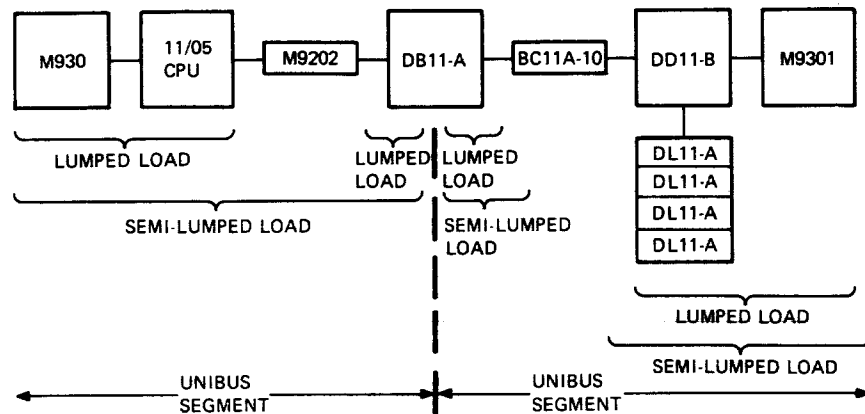 M930
11/05
CPU
M9202
DB11-A
BC11A-10
DD11-B
M9301
DL11-A
DL11-A
DL11-A
DL11-A
LUMPED LOAD
LUMPED
LOAD
LUMPED
LOAD
SEMI-LUMPED LOAD
SEMI-LUMPED
LOAD
LUMPED LOAD
SEMI-LUMPED LOAD
UNIBUS
SEGMENT
UNIBUS
SEGMENT